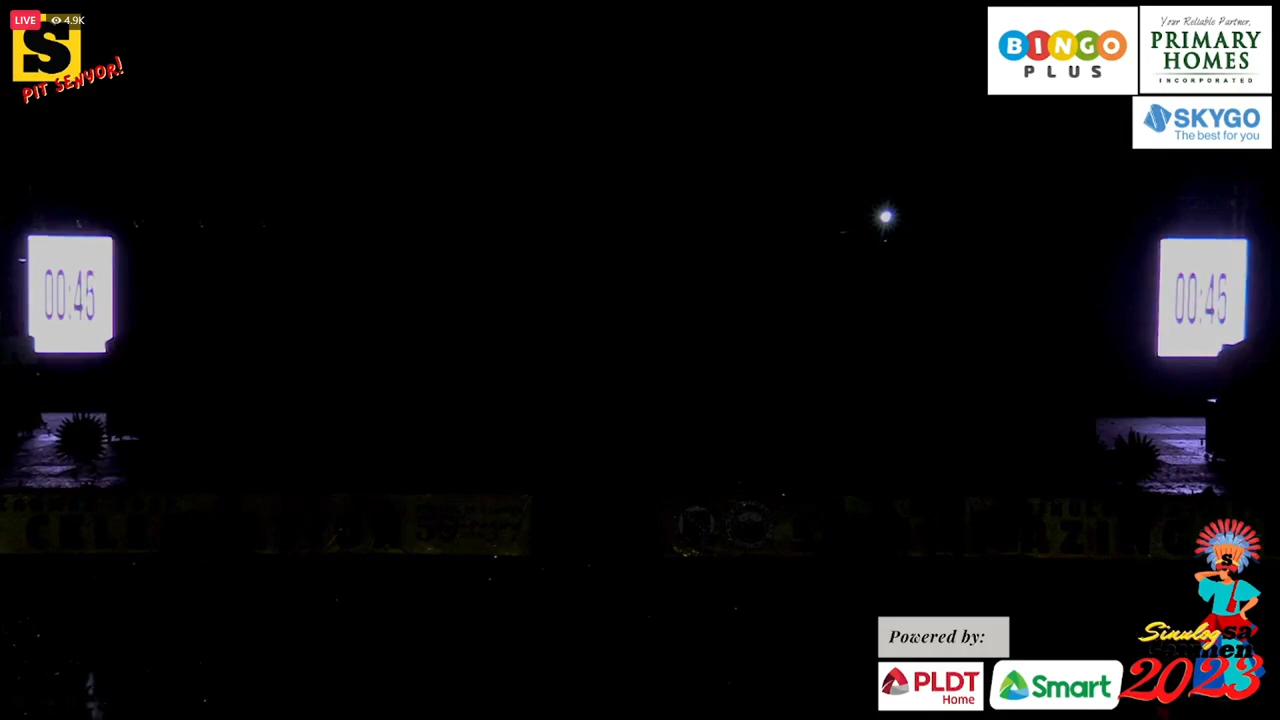 LIVE 4.9K
S
PIT SENYOR!
BINGO
PLUS
Your Reliable Partner,
PRIMARY
HOMES
INCORPORATED
SKYGO
The best for you
00:45
00:45
Powered by:
PLDT
Home
Smart
S
Sinulog sa
2023